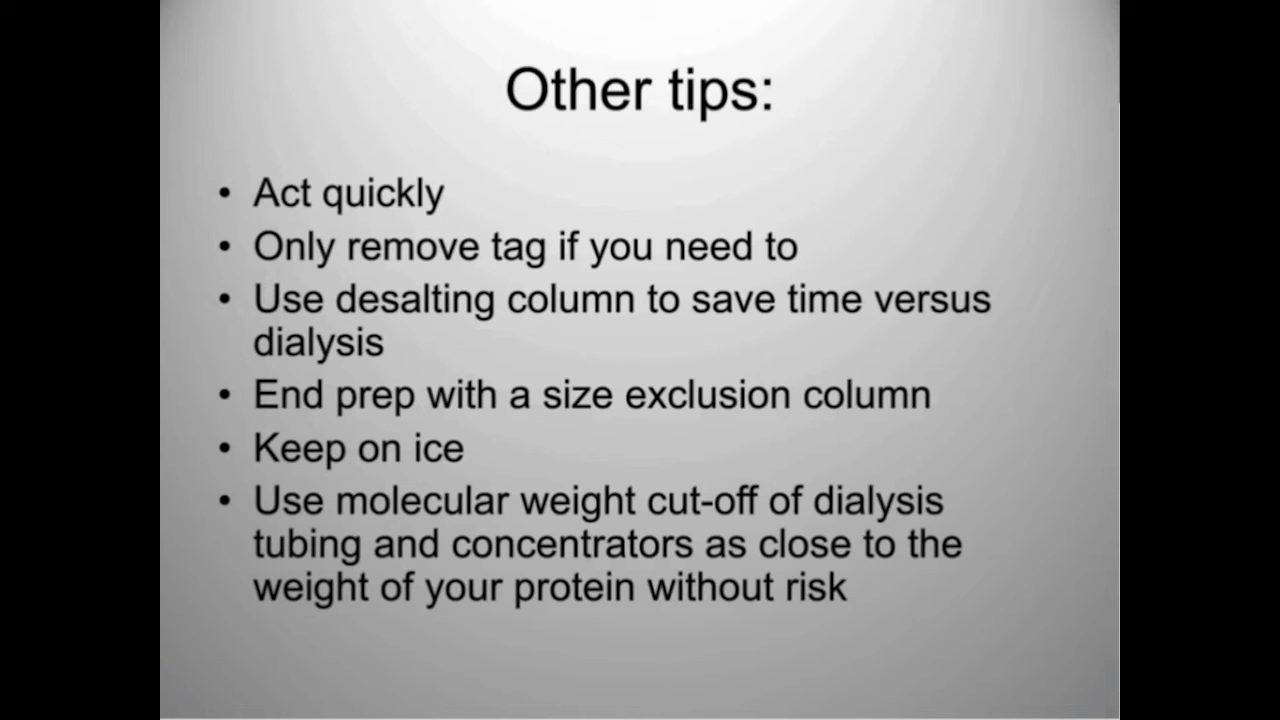 Other tips:
• Act quickly
• Only remove tag if you need to
• Use desalting column to save time versus
dialysis
• End prep with a size exclusion column
• Keep on ice
• Use molecular weight cut-off of dialysis
tubing and concentrators as close to the
weight of your protein without risk